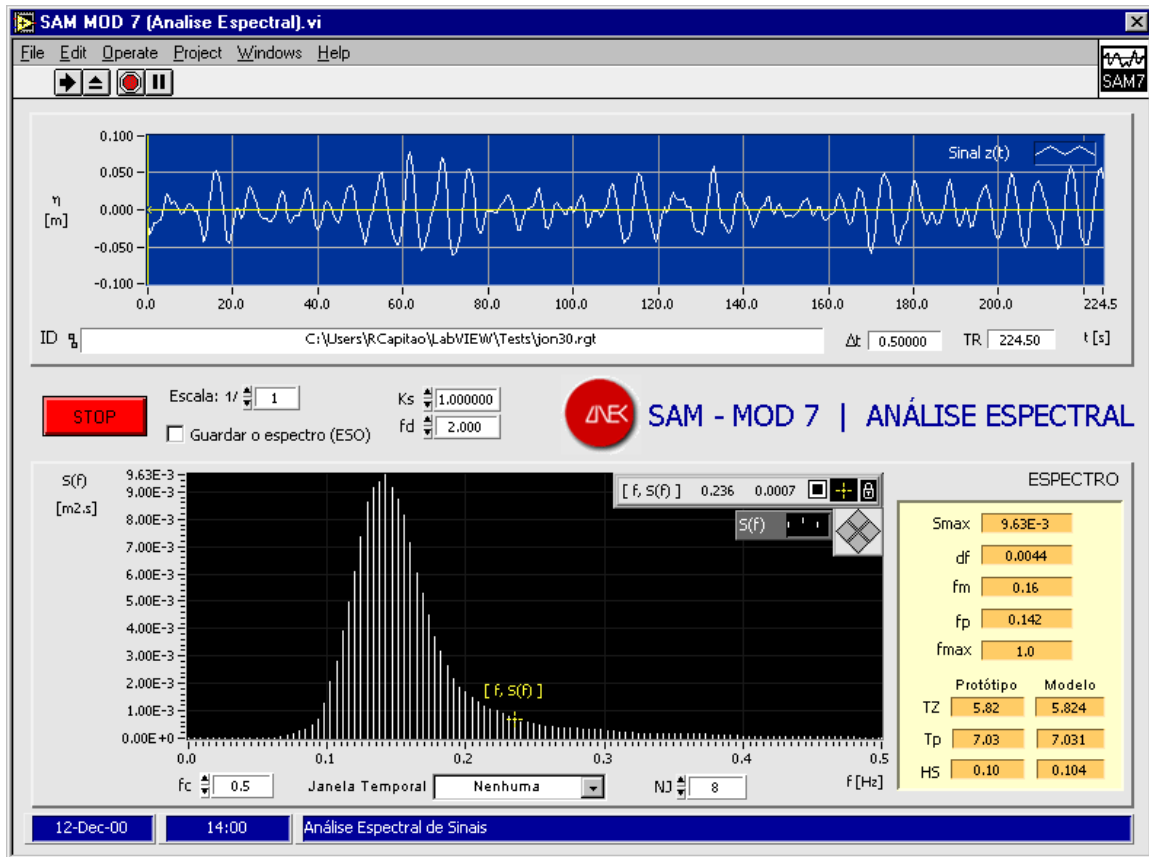 SAM MOD 7 (Analise Espectral).vi
File Edit Operate Project Windows Help
SAM7
Sinal z(t)
η
[m]
0.100
0.050
0.000
-0.050
-0.100
0.0 20.0 40.0 60.0 80.0 100.0 120.0 140.0 160.0 180.0 200.0 224.5
ID C:\Users\RCapitao\LabVIEW\Tests\jon30.rgt Δt 0.50000 TR 224.50 t [s]
STOP
Escala: 1/ 1
Guardar o espectro (ESO)
Ks 1.000000
fd 2.000
LNEC
SAM - MOD 7 | ANÁLISE ESPECTRAL
S(f)
[m2.s]
9.63E-3
9.00E-3
8.00E-3
7.00E-3
6.00E-3
5.00E-3
4.00E-3
3.00E-3
2.00E-3
1.00E-3
0.00E+0
[ f, S(f) ] 0.236 0.0007
S(f)
[ f, S(f) ]
0.0 0.1 0.2 0.3 0.4 0.5
fc 0.5 Janela Temporal Nenhuma NJ 8 f [Hz]
ESPECTRO
Smax 9.63E-3
df 0.0044
fm 0.16
fp 0.142
fmax 1.0
Protótipo Modelo
TZ 5.82 5.824
Tp 7.03 7.031
HS 0.10 0.104
12-Dec-00 14:00 Análise Espectral de Sinais